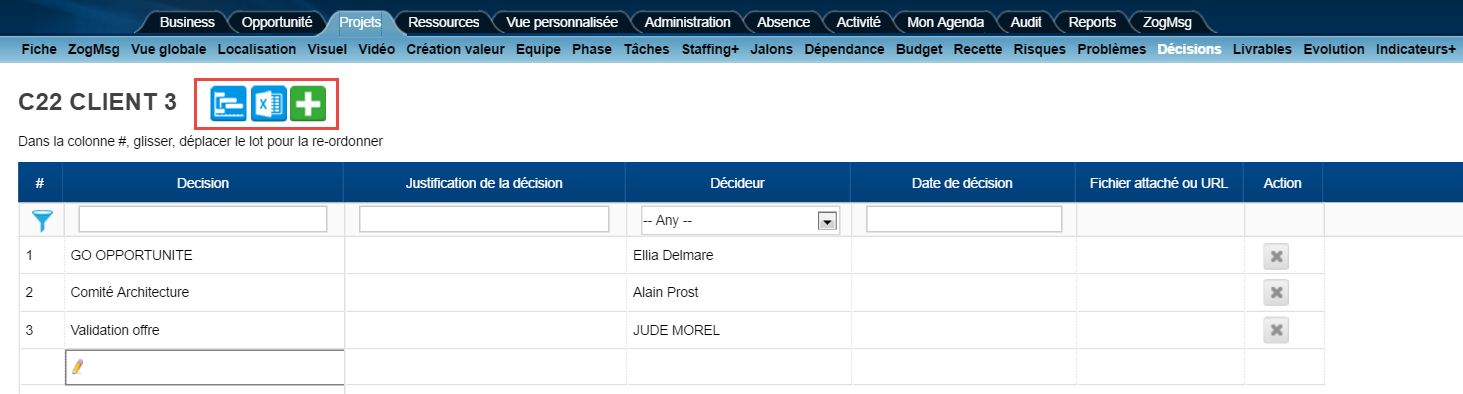 Business Opportunité Projets Ressources Vue personnalisée Administration Absence Activité Mon Agenda Audit Reports ZogMsg
Fiche ZogMsg Vue globale Localisation Visuel Vidéo Création valeur Equipe Phase Tâches Staffing+ Jalons Dépendance Budget Recette Risques Problèmes Décisions Livrables Evolution Indicateurs+
C22 CLIENT 3
Dans la colonne #, glisser, déplacer le lot pour la re-ordonner
# Decision Justification de la décision Décideur Date de décision Fichier attaché ou URL Action
-- Any --
1 GO OPPORTUNITE Ellia Delmare
2 Comité Architecture Alain Prost
3 Validation offre JUDE MOREL